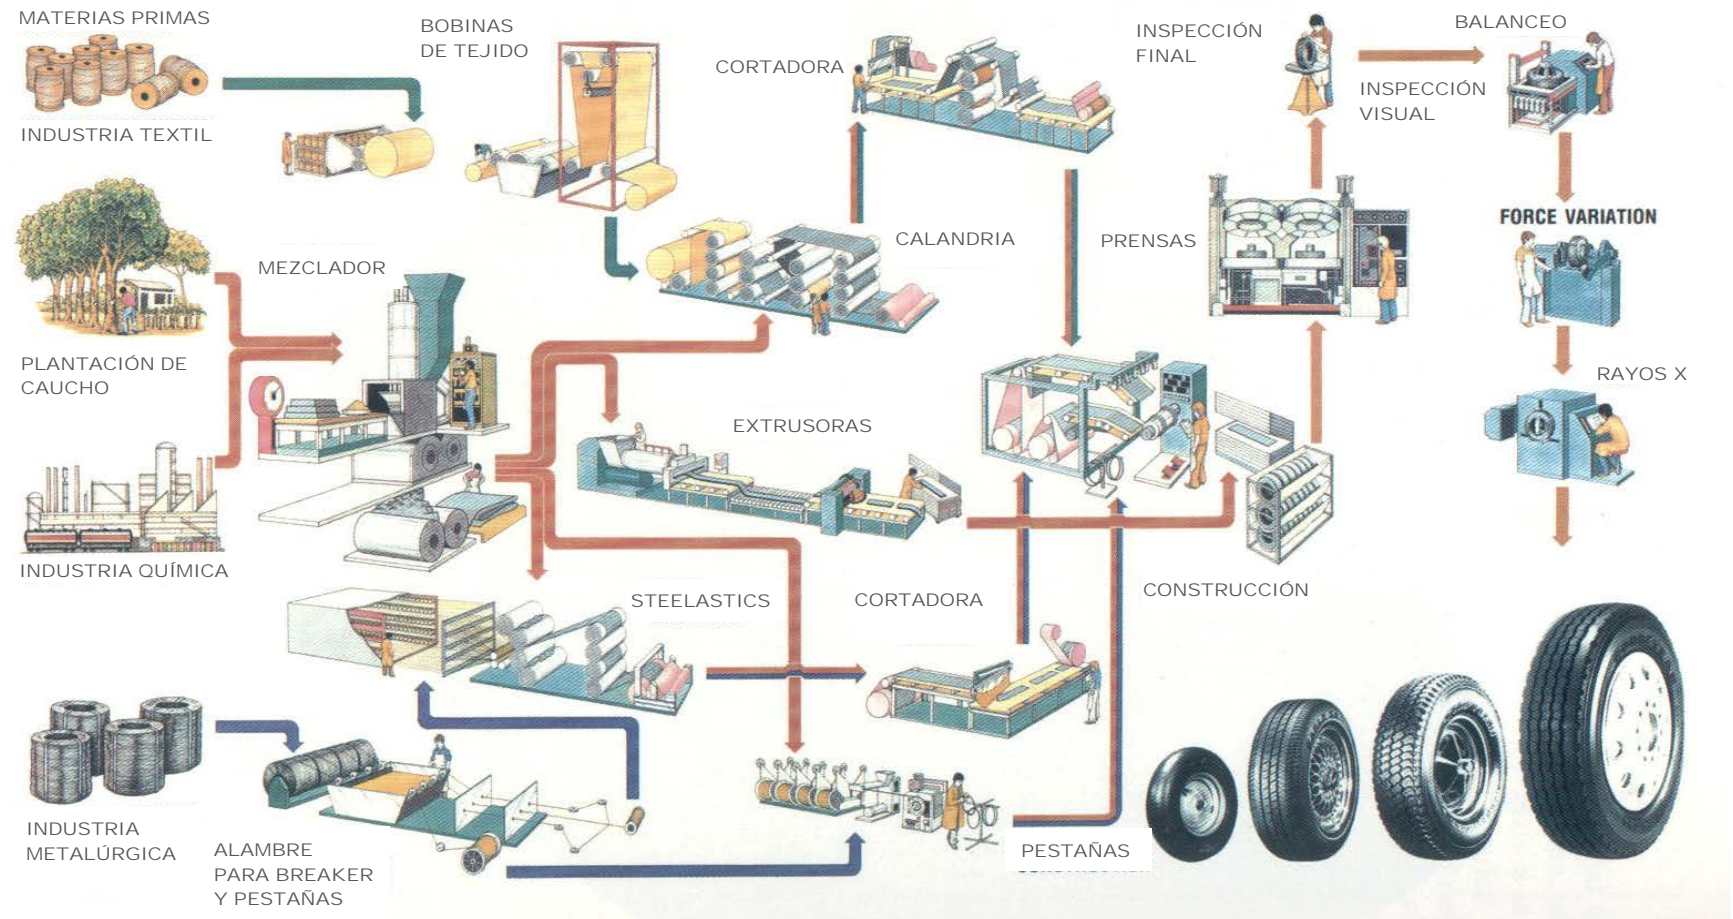 MATERIAS PRIMAS
INDUSTRIA TEXTIL
BOBINAS
DE TEJIDO
CORTADORA
INSPECCIÓN
FINAL
BALANCEO
INSPECCIÓN
VISUAL
FORCE VARIATION
MEZCLADOR
CALANDRIA
PRENSAS
PLANTACIÓN DE
CAUCHO
RAYOS X
EXTRUSORAS
INDUSTRIA QUÍMICA
STEELASTICS
CORTADORA
CONSTRUCCIÓN
INDUSTRIA
METALÚRGICA
ALAMBRE
PARA BREAKER
Y PESTAÑAS
PESTAÑAS